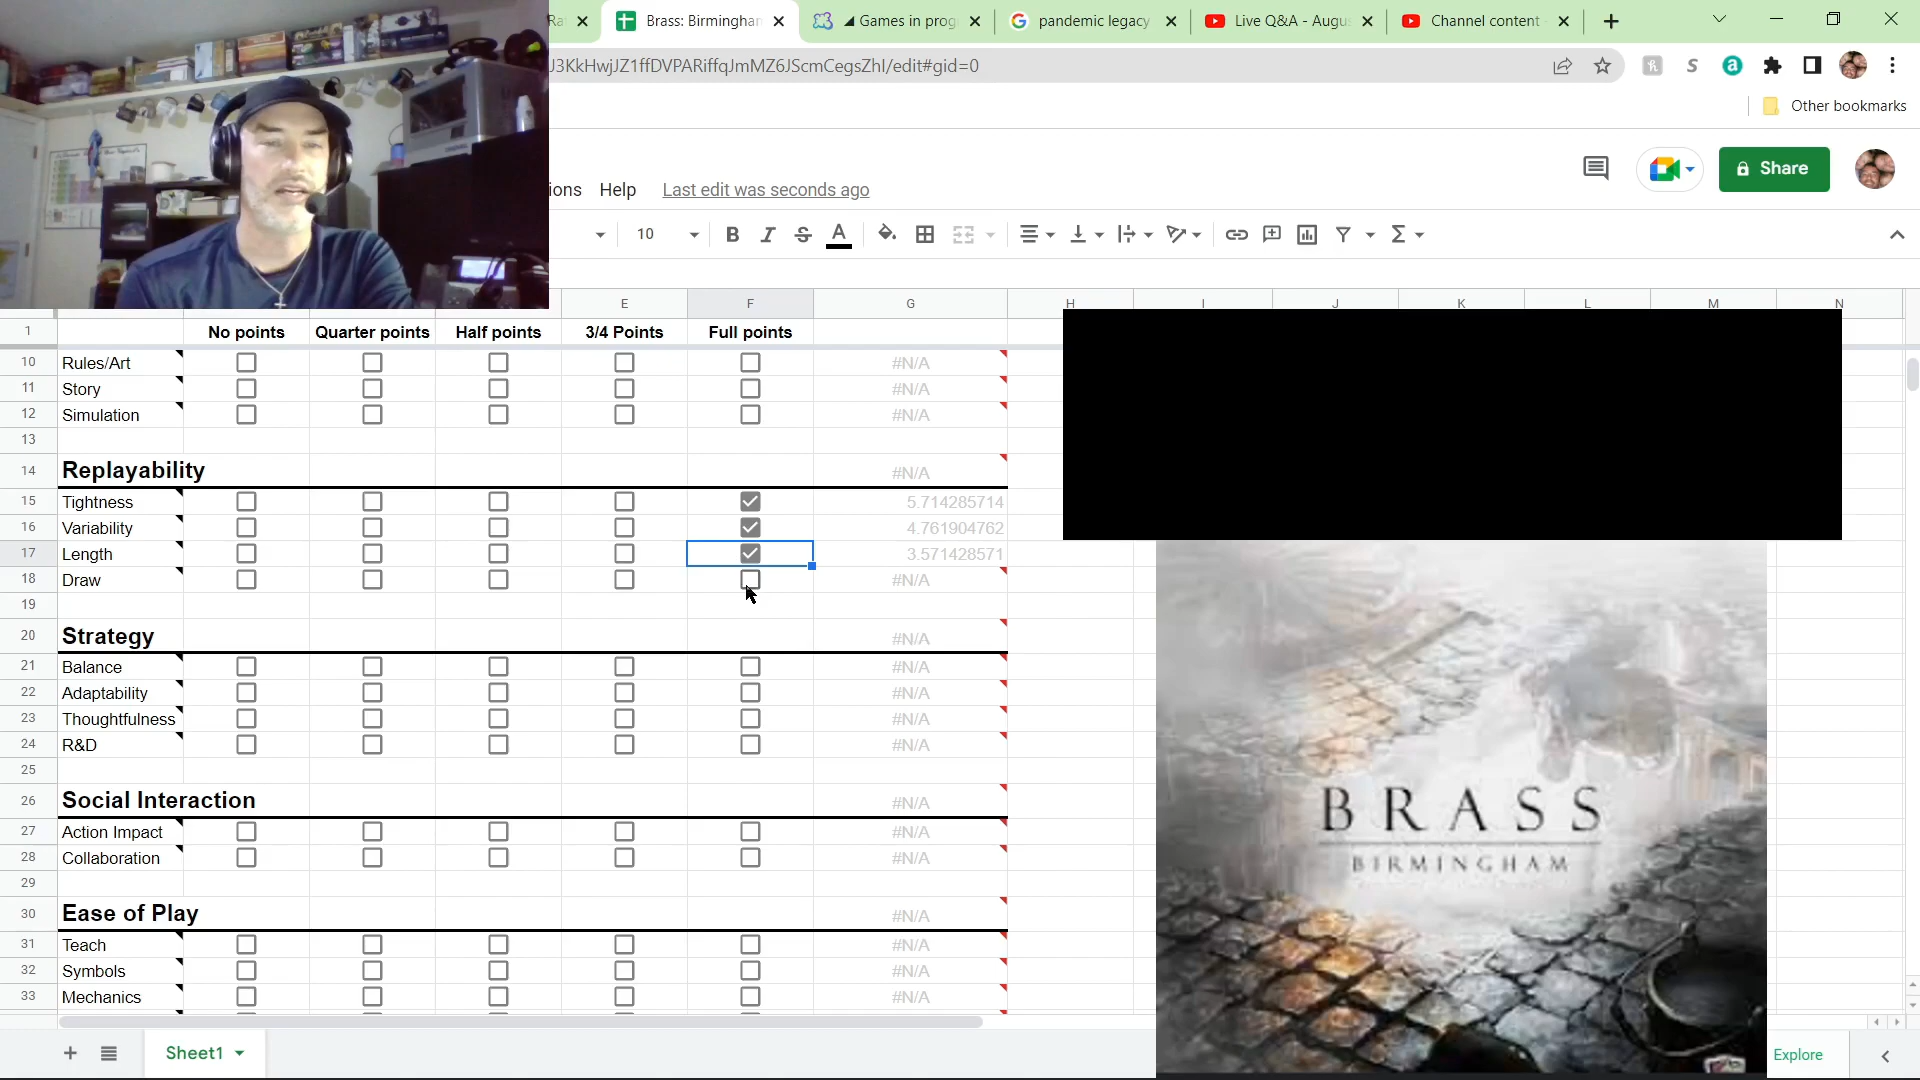 Brass: Birmingham
Games in prog
pandemic legacy
Live Q&A - Augu
Channel content
J3KkHwjJZ1ffDVPARiffqJmMZ6JScmCegsZhI/edit#gid=0
Other bookmarks
ions Help Last edit was seconds ago
Share
10
E F G H I J K L M N
1 No points Quarter points Half points 3/4 Points Full points
10 Rules/Art #N/A
11 Story #N/A
12 Simulation #N/A
13
14 Replayability #N/A
15 Tightness 5.714285714
16 Variability 4.761904762
17 Length 3.571428571
18 Draw #N/A
19
20 Strategy #N/A
21 Balance #N/A
22 Adaptability #N/A
23 Thoughtfulness #N/A
24 R&D #N/A
25
26 Social Interaction #N/A
27 Action Impact #N/A
28 Collaboration #N/A
29
30 Ease of Play #N/A
31 Teach #N/A
32 Symbols #N/A
33 Mechanics #N/A
BRASS
BIRMINGHAM
Sheet1
Explore